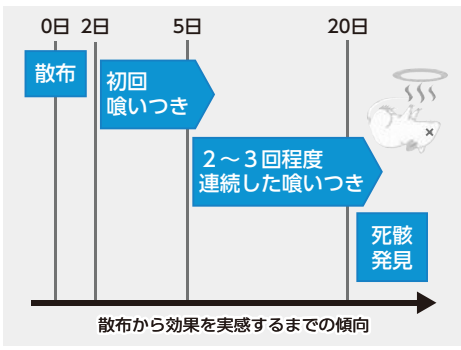 0日 2日 5日 20日
散布
初回
喰いつき
２～３回程度
連続した喰いつき
死骸
発見
散布から効果を実感するまでの傾向